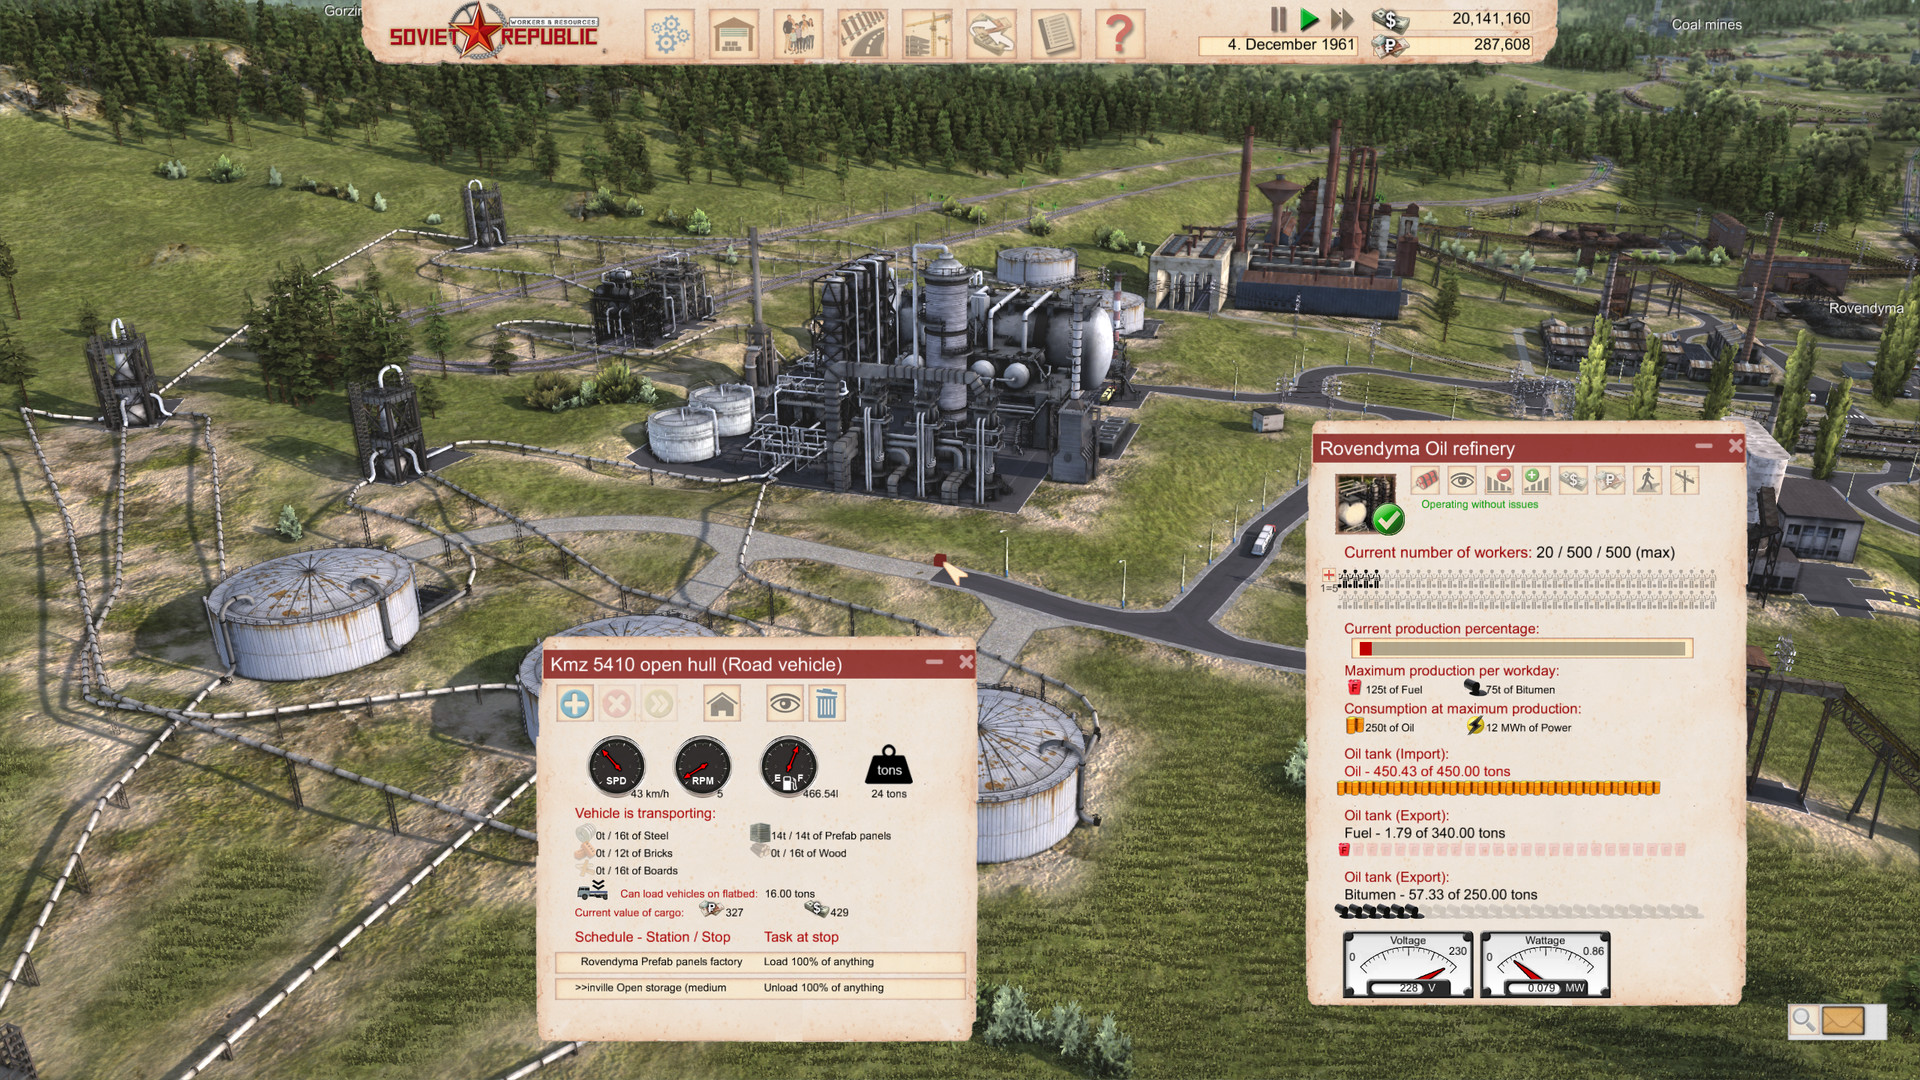 Gorzin
WORKERS & RESOURCES
SOVIET REPUBLIC
?
$
20,141,160
4. December 1961
₽
287,608
Coal mines
Rovendyma
Rovendyma Oil refinery
Operating without issues
Current number of workers: 20 / 500 / 500 (max)
1=5
Current production percentage:
Maximum production per workday:
125t of Fuel
75t of Bitumen
Consumption at maximum production:
250t of Oil
12 MWh of Power
Oil tank (Import):
Oil - 450.43 of 450.00 tons
Oil tank (Export):
Fuel - 1.79 of 340.00 tons
Oil tank (Export):
Bitumen - 57.33 of 250.00 tons
Voltage
0
230
228 V
Wattage
0
0.86
0.079 MW
Kmz 5410 open hull (Road vehicle)
SPD
43 km/h
RPM
5
E F
466.54l
tons
24 tons
Vehicle is transporting:
0t / 16t of Steel
14t / 14t of Prefab panels
0t / 12t of Bricks
0t / 16t of Wood
0t / 16t of Boards
Can load vehicles on flatbed: 16.00 tons
Current value of cargo: 327 429
Schedule - Station / Stop Task at stop
Rovendyma Prefab panels factory Load 100% of anything
>>inville Open storage (medium Unload 100% of anything